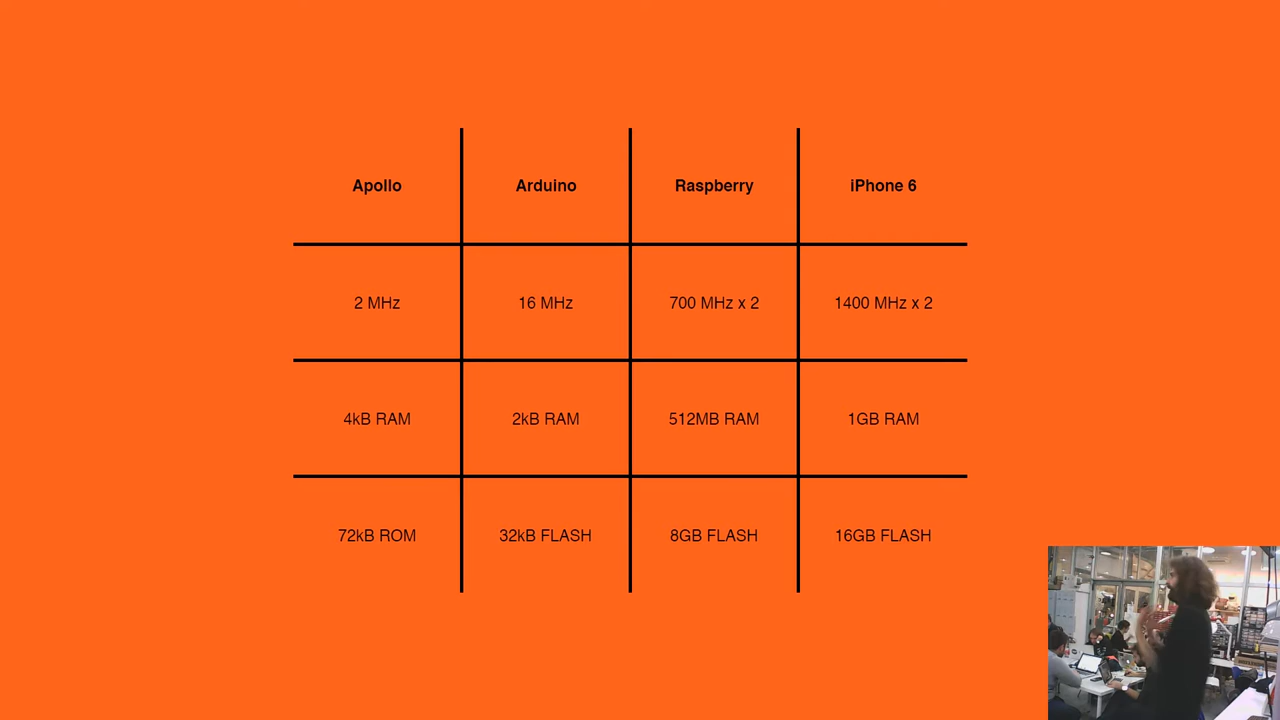 Apollo Arduino Raspberry iPhone 6
2 MHz 16 MHz 700 MHz x 2 1400 MHz x 2
4kB RAM 2kB RAM 512MB RAM 1GB RAM
72kB ROM 32kB FLASH 8GB FLASH 16GB FLASH